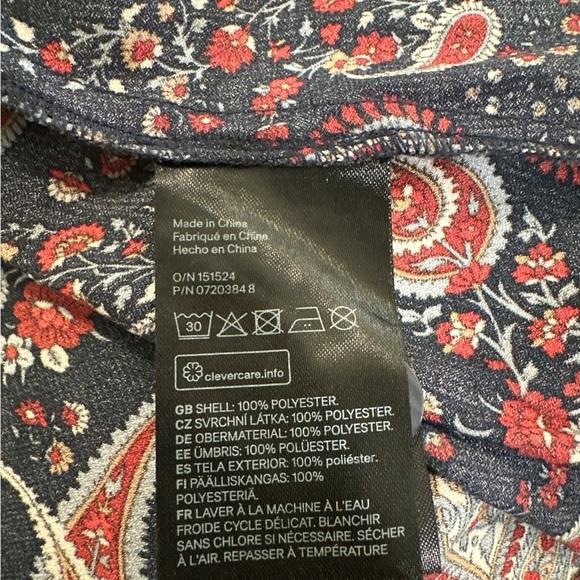 Made in China
Fabriqué en Chine
Hecho en China
O/N 151524
P/N 0720384 8
30
clevercare.info
GB SHELL: 100% POLYESTER.
CZ SVRCHNÍ LÁTKA: 100% POLYESTER.
DE OBERMATERIAL: 100% POLYESTER.
EE ÜMBRIS: 100% POLÜESTER.
ES TELA EXTERIOR: 100% poliéster.
FI PÄÄLLISKANGAS: 100%
POLYESTERIÄ.
FR LAVER À LA MACHINE À L'EAU
FROIDE CYCLE DÉLICAT. BLANCHIR
SANS CHLORE SI NÉCESSAIRE. SÉCHER
À L'AIR. REPASSER À TEMPÉRATURE